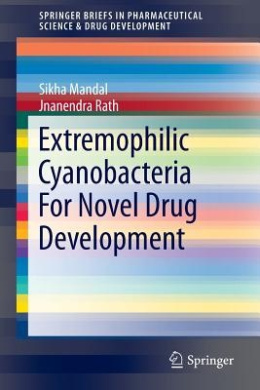 SPRINGER BRIEFS IN PHARMACEUTICAL
SCIENCE & DRUG DEVELOPMENT
Sikha Mandal
Jnanendra Rath
Extremophilic
Cyanobacteria
For Novel Drug
Development
Springer